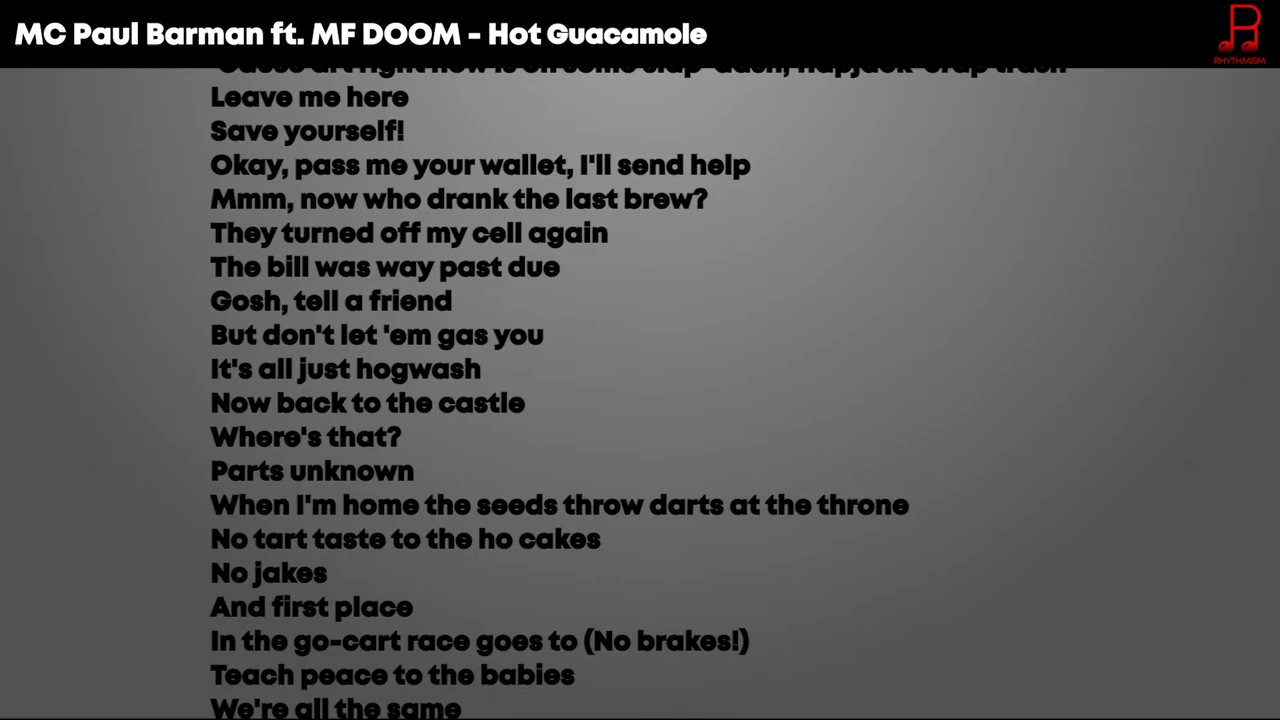 MC Paul Barman ft. MF DOOM - Hot Guacamole
RHYTHMISM
Leave me here
Save yourself!
Okay, pass me your wallet, I'll send help
Mmm, now who drank the last brew?
They turned off my cell again
The bill was way past due
Gosh, tell a friend
But don't let 'em gas you
It's all just hogwash
Now back to the castle
Where's that?
Parts unknown
When I'm home the seeds throw darts at the throne
No tart taste to the ho cakes
No jakes
And first place
In the go-cart race goes to (No brakes!)
Teach peace to the babies
We're all the same